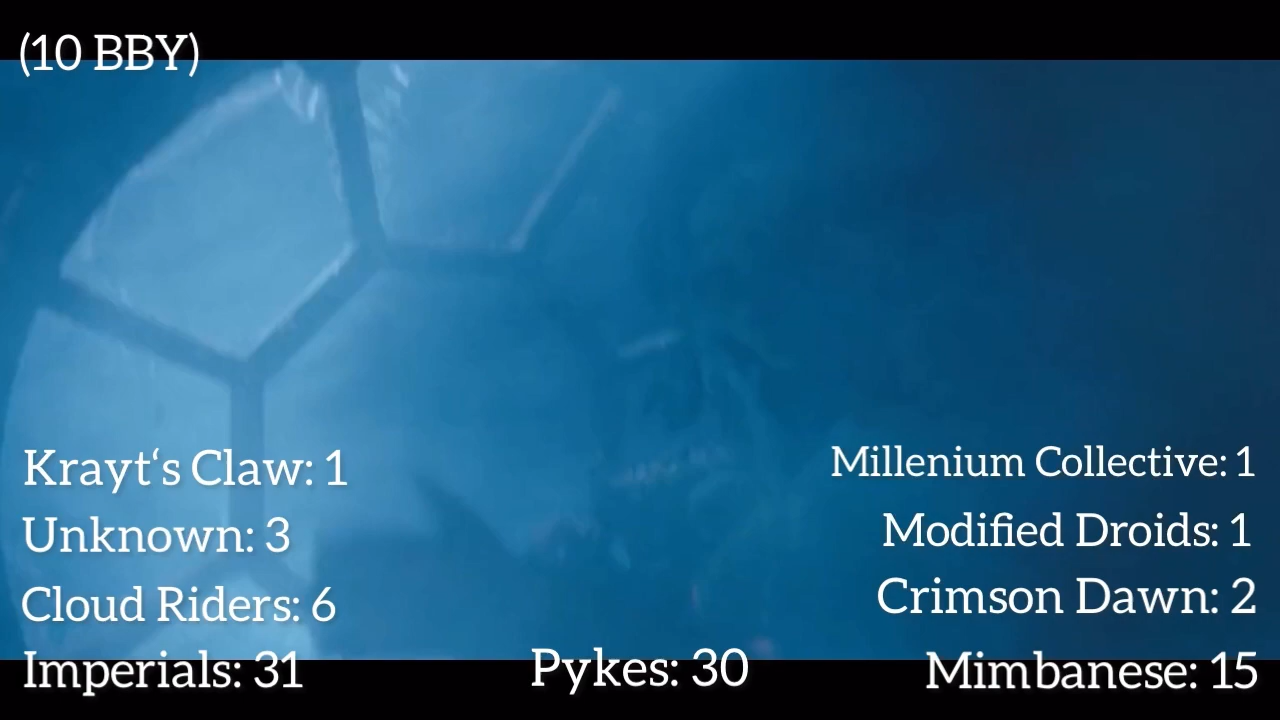 (10 BBY)
Krayt‘s Claw: 1
Millenium Collective: 1
Unknown: 3
Modified Droids: 1
Cloud Riders: 6
Crimson Dawn: 2
Imperials: 31
Pykes: 30
Mimbanese: 15